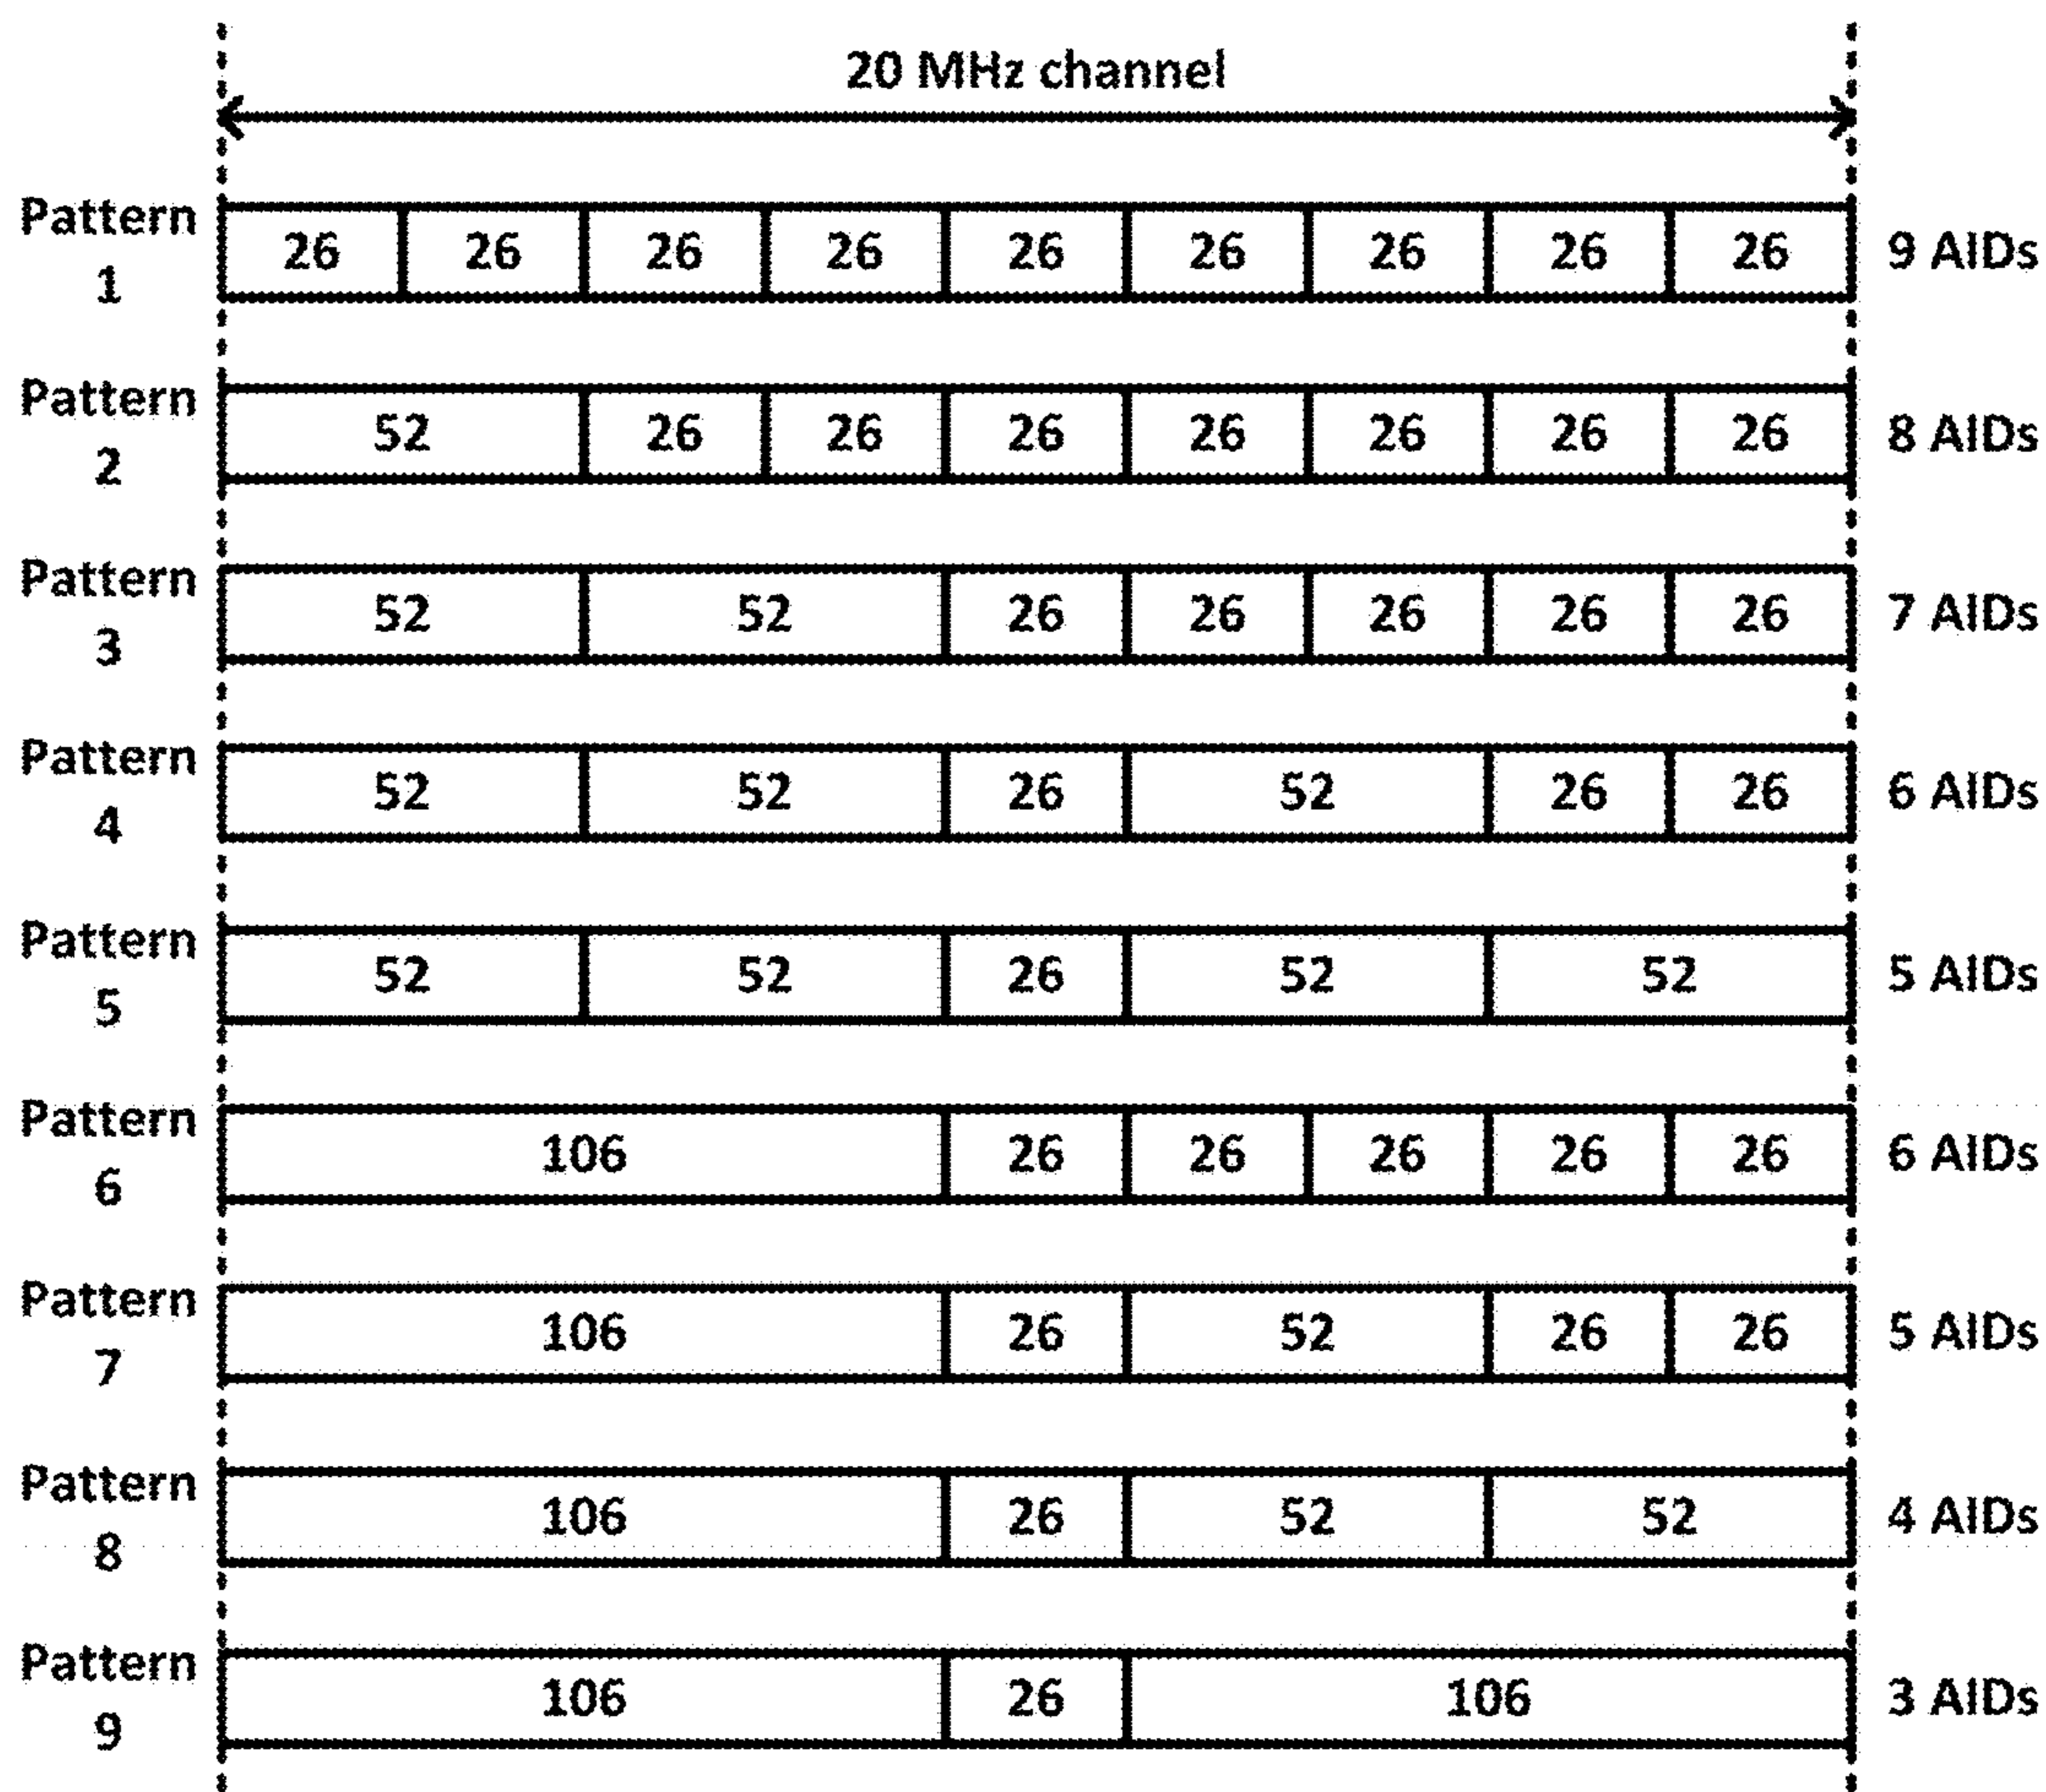 20 MHz channel
Pattern 1 26 26 26 26 26 26 26 26 26 9 AIDs
Pattern 2 52 26 26 26 26 26 26 26 8 AIDs
Pattern 3 52 52 26 26 26 26 26 7 AIDs
Pattern 4 52 52 26 52 26 26 6 AIDs
Pattern 5 52 52 26 52 52 5 AIDs
Pattern 6 106 26 26 26 26 26 6 AIDs
Pattern 7 106 26 52 26 26 5 AIDs
Pattern 8 106 26 52 52 4 AIDs
Pattern 9 106 26 106 3 AIDs